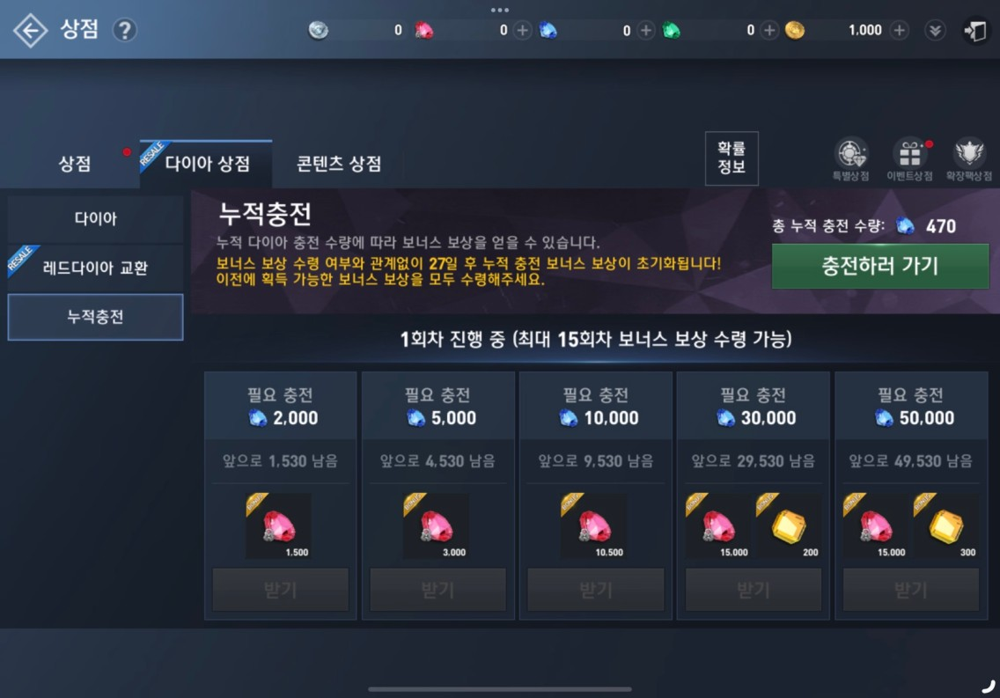 상점 ?
0
0
0
0
1.000
상점
RESALE
다이아 상점
콘텐츠 상점
확률
정보
특별상점
이벤트상점
확장팩상점
다이아
RESALE
레드다이아 교환
누적충전
누적충전
누적 다이아 충전 수량에 따라 보너스 보상을 얻을 수 있습니다.
보너스 보상 수령 여부와 관계없이 27일 후 누적 충전 보너스 보상이 초기화됩니다!
이전에 획득 가능한 보너스 보상을 모두 수령해주세요.
총 누적 충전 수량: 470
충전하러 가기
1회차 진행 중 (최대 15회차 보너스 보상 수령 가능)
필요 충전
2,000
앞으로 1,530 남음
BONUS
1.500
받기
필요 충전
5,000
앞으로 4,530 남음
BONUS
3.000
받기
필요 충전
10,000
앞으로 9,530 남음
BONUS
10.500
받기
필요 충전
30,000
앞으로 29,530 남음
BONUS
15.000
BONUS
200
받기
필요 충전
50,000
앞으로 49,530 남음
BONUS
15.000
BONUS
300
받기